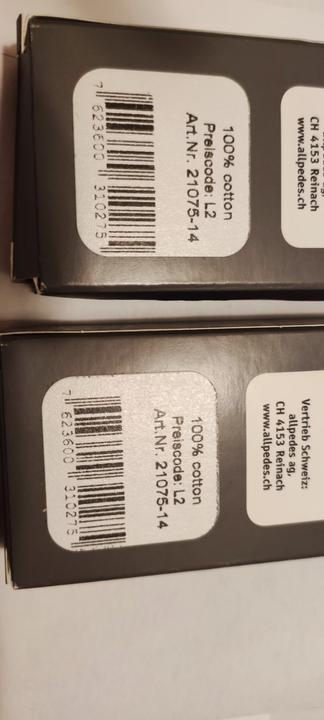 100% cotton
Preiscode: L2
Art.Nr. 21075-14
7 623600 310275
CH 4153 Reinach
www.allpedes.ch
100% cotton
Preiscode: L2
Art.Nr. 21075-14
7 623600 310275
Vertrieb Schweiz:
allpedes ag,
CH 4153 Reinach
www.allpedes.ch